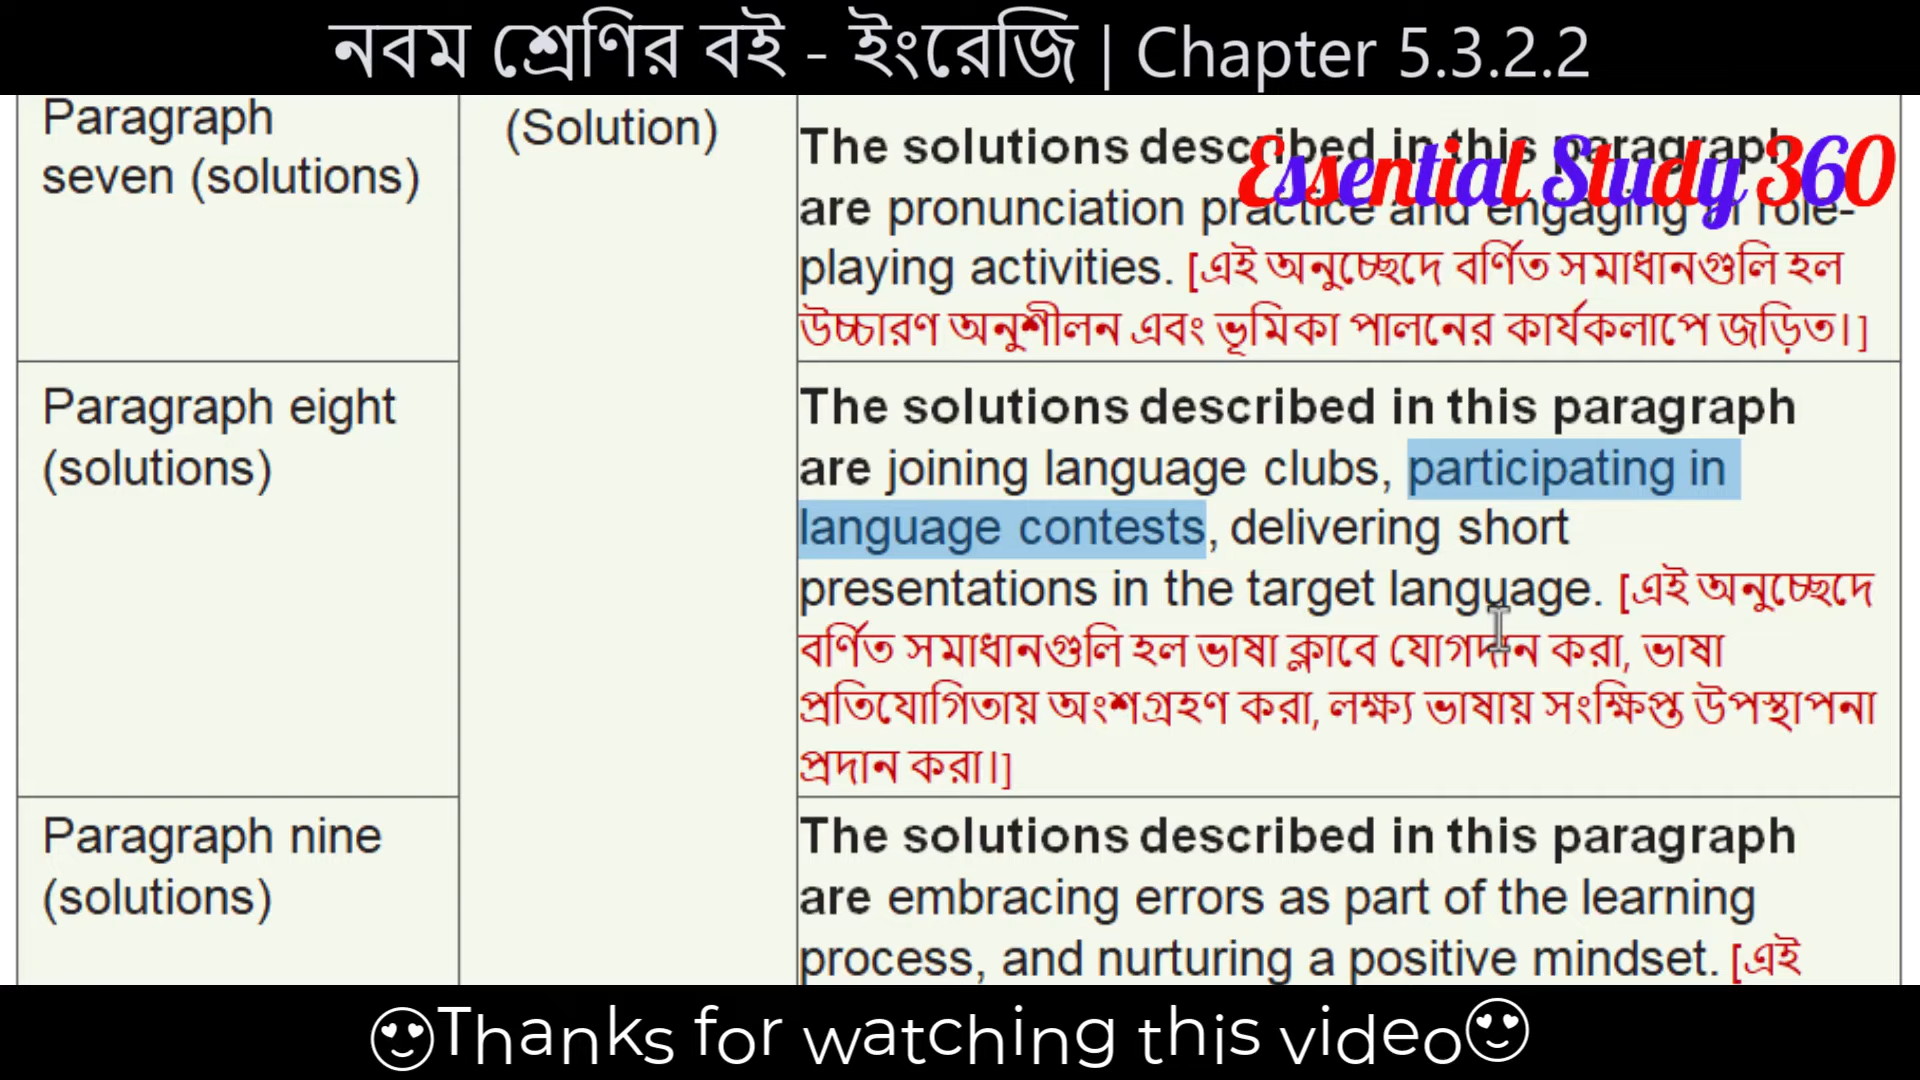 নবম শ্রেণির বই - ইংরেজি | Chapter 5.3.2.2
Paragraph
seven (solutions)
(Solution)
The solutions described in this paragraph
are pronunciation practice and engaging in role-
playing activities. [এই অনুচ্ছেদে বর্ণিত সমাধানগুলি হল
উচ্চারণ অনুশীলন এবং ভূমিকা পালনের কার্যকলাপে জড়িত।]
Essential Study 360
Paragraph eight
(solutions)
The solutions described in this paragraph
are joining language clubs, participating in
language contests, delivering short
presentations in the target language. [এই অনুচ্ছেদে
বর্ণিত সমাধানগুলি হল ভাষা ক্লাবে যোগদান করা, ভাষা
প্রতিযোগিতায় অংশগ্রহণ করা, লক্ষ্য ভাষায় সংক্ষিপ্ত উপস্থাপনা
প্রদান করা।]
Paragraph nine
(solutions)
The solutions described in this paragraph
are embracing errors as part of the learning
process, and nurturing a positive mindset. [এই
Thanks for watching this video